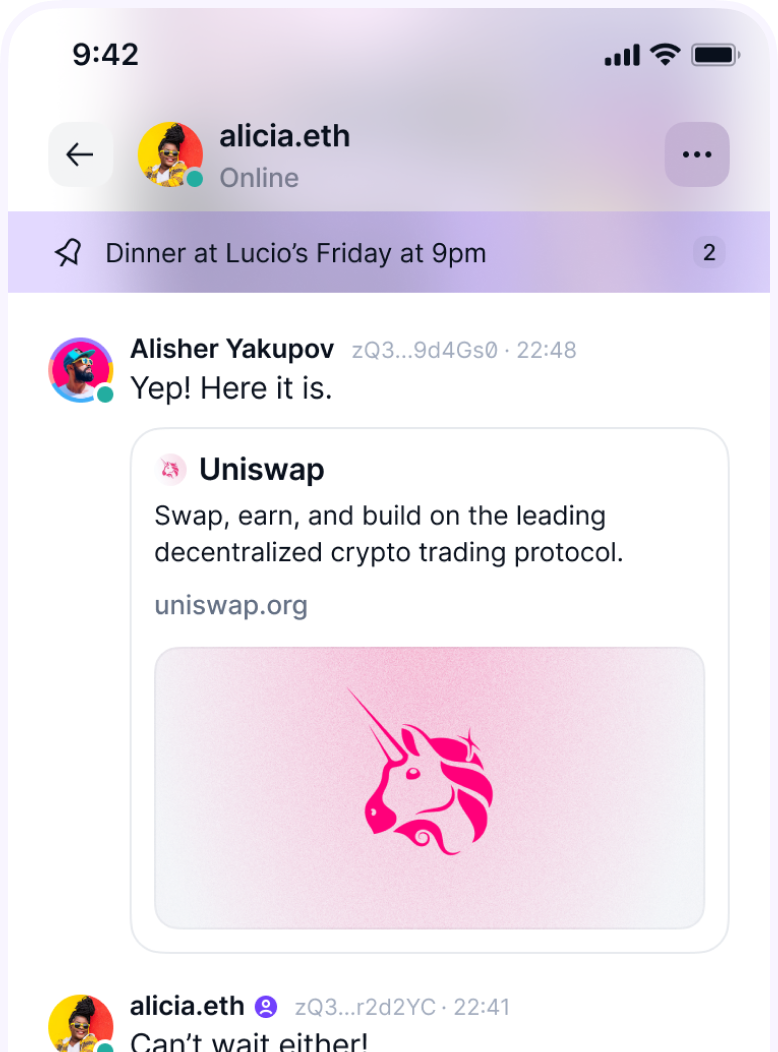 9:42
alicia.eth
Online
Dinner at Lucio’s Friday at 9pm 2
Alisher Yakupov zQ3...9d4Gs0 · 22:48
Yep! Here it is.
Uniswap
Swap, earn, and build on the leading
decentralized crypto trading protocol.
uniswap.org
alicia.eth zQ3...r2d2YC · 22:41
Can’t wait either!